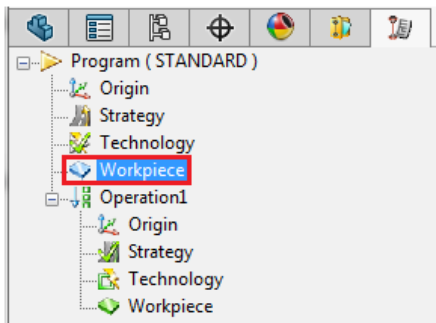 Program ( STANDARD )
Origin
Strategy
Technology
Workpiece
Operation1
Origin
Strategy
Technology
Workpiece